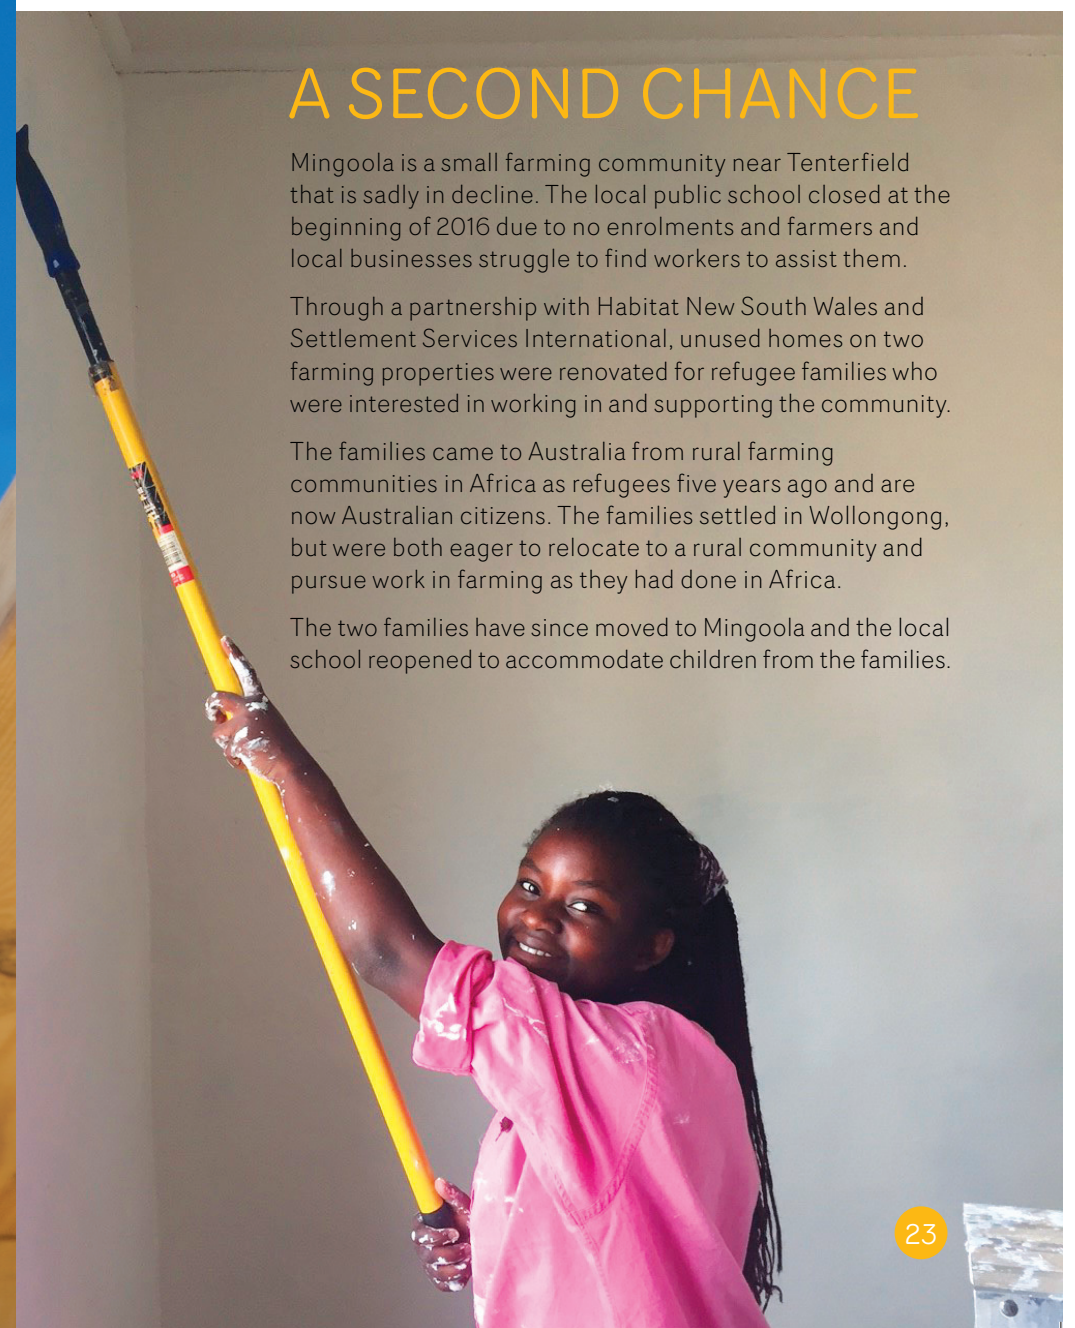 A SECOND CHANCE
Mingoola is a small farming community near Tenterfield
that is sadly in decline. The local public school closed at the
beginning of 2016 due to no enrolments and farmers and
local businesses struggle to find workers to assist them.
Through a partnership with Habitat New South Wales and
Settlement Services International, unused homes on two
farming properties were renovated for refugee families who
were interested in working in and supporting the community.
The families came to Australia from rural farming
communities in Africa as refugees five years ago and are
now Australian citizens. The families settled in Wollongong,
but were both eager to relocate to a rural community and
pursue work in farming as they had done in Africa.
The two families have since moved to Mingoola and the local
school reopened to accommodate children from the families.
23